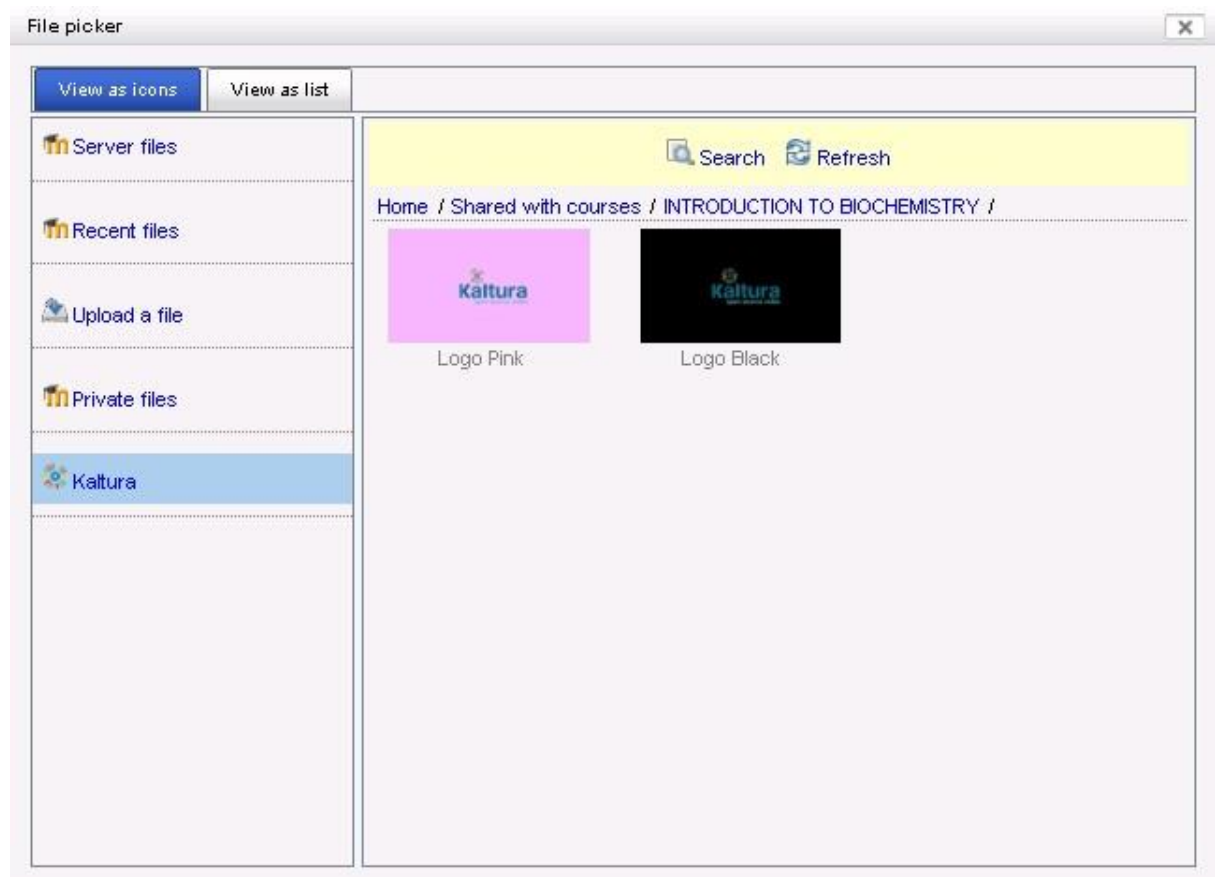 File picker
View as icons View as list
Server files
Recent files
Upload a file
Private files
Kaltura
Search Refresh
Home / Shared with courses / INTRODUCTION TO BIOCHEMISTRY /
Kaltura
Kaltura
Logo Pink
Logo Black